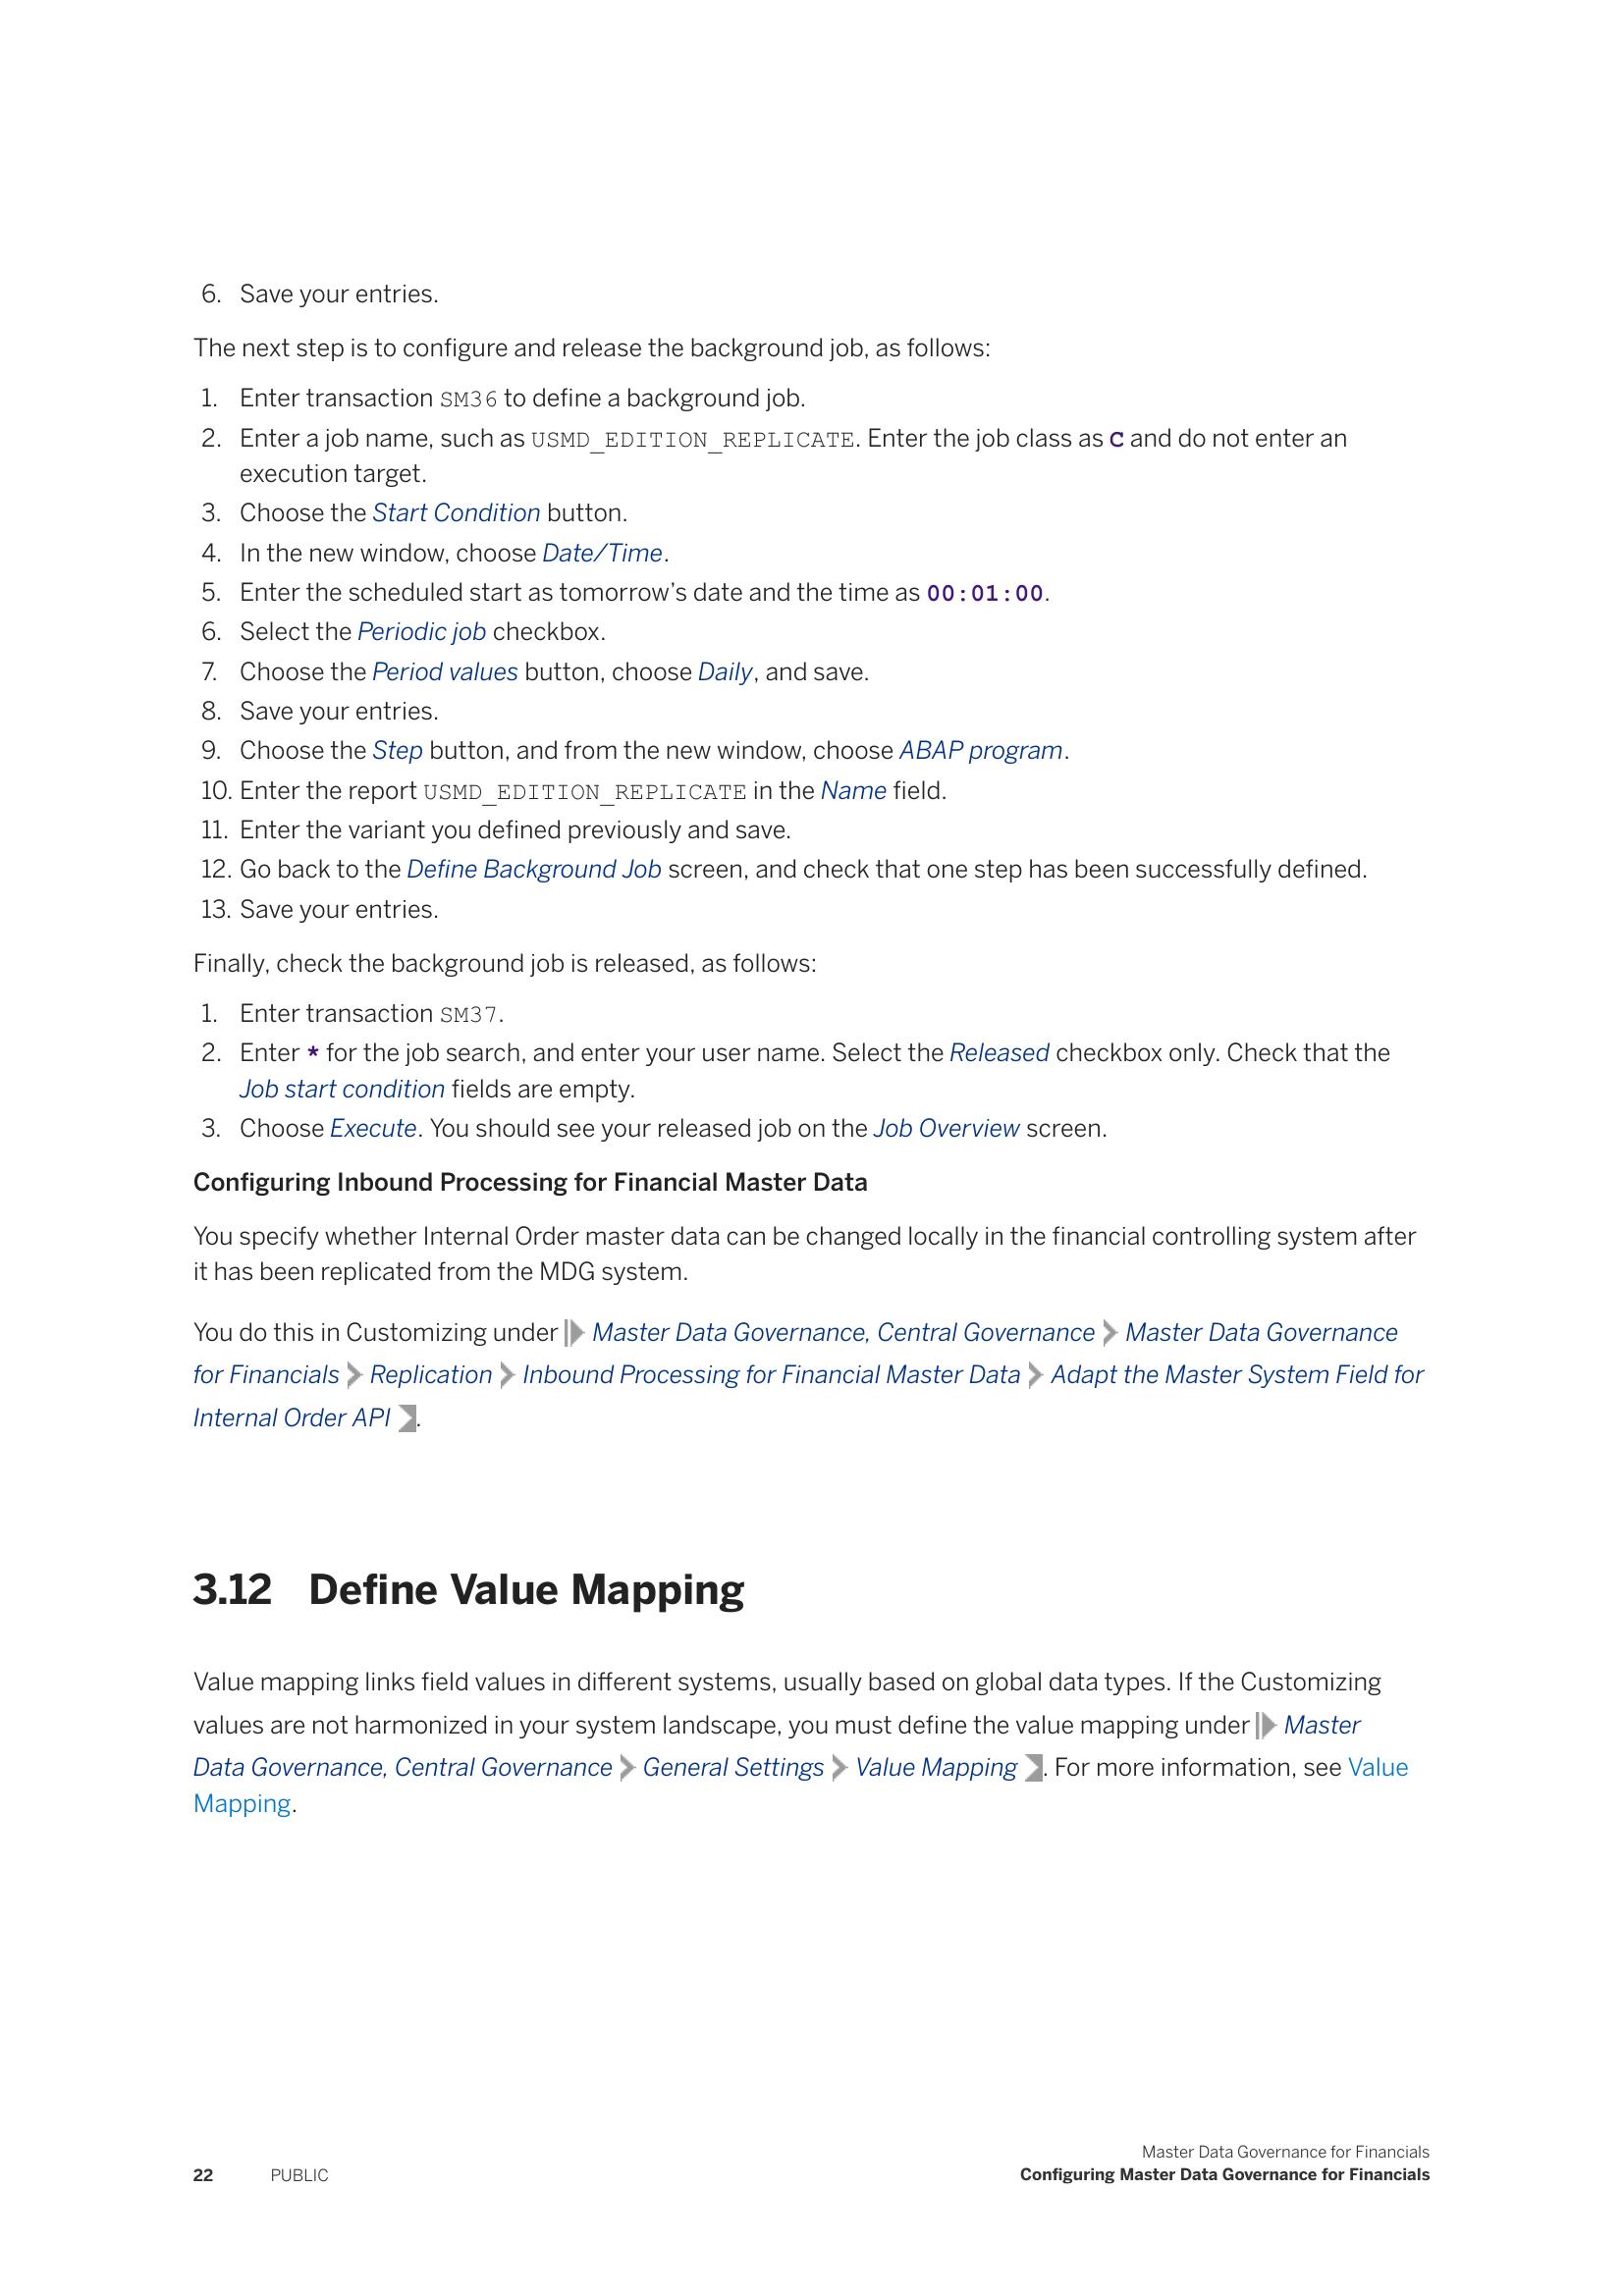 6. Save your entries.
The next step is to configure and release the background job, as follows:
1. Enter transaction SM36 to define a background job.
2. Enter a job name, such as USMD_EDITION_REPLICATE. Enter the job class as C and do not enter an
execution target.
3. Choose the Start Condition button.
4. In the new window, choose Date/Time.
5. Enter the scheduled start as tomorrow’s date and the time as 00:01:00.
6. Select the Periodic job checkbox.
7. Choose the Period values button, choose Daily, and save.
8. Save your entries.
9. Choose the Step button, and from the new window, choose ABAP program.
10. Enter the report USMD_EDITION_REPLICATE in the Name field.
11. Enter the variant you defined previously and save.
12. Go back to the Define Background Job screen, and check that one step has been successfully defined.
13. Save your entries.
Finally, check the background job is released, as follows:
1. Enter transaction SM37.
2. Enter * for the job search, and enter your user name. Select the Released checkbox only. Check that the
Job start condition fields are empty.
3. Choose Execute. You should see your released job on the Job Overview screen.
Configuring Inbound Processing for Financial Master Data
You specify whether Internal Order master data can be changed locally in the financial controlling system after
it has been replicated from the MDG system.
You do this in Customizing under Master Data Governance, Central Governance Master Data Governance
for Financials Replication Inbound Processing for Financial Master Data Adapt the Master System Field for
Internal Order API .
3.12 Define Value Mapping
Value mapping links field values in different systems, usually based on global data types. If the Customizing
values are not harmonized in your system landscape, you must define the value mapping under Master
Data Governance, Central Governance General Settings Value Mapping . For more information, see Value
Mapping.
Master Data Governance for Financials
22 PUBLIC Configuring Master Data Governance for Financials